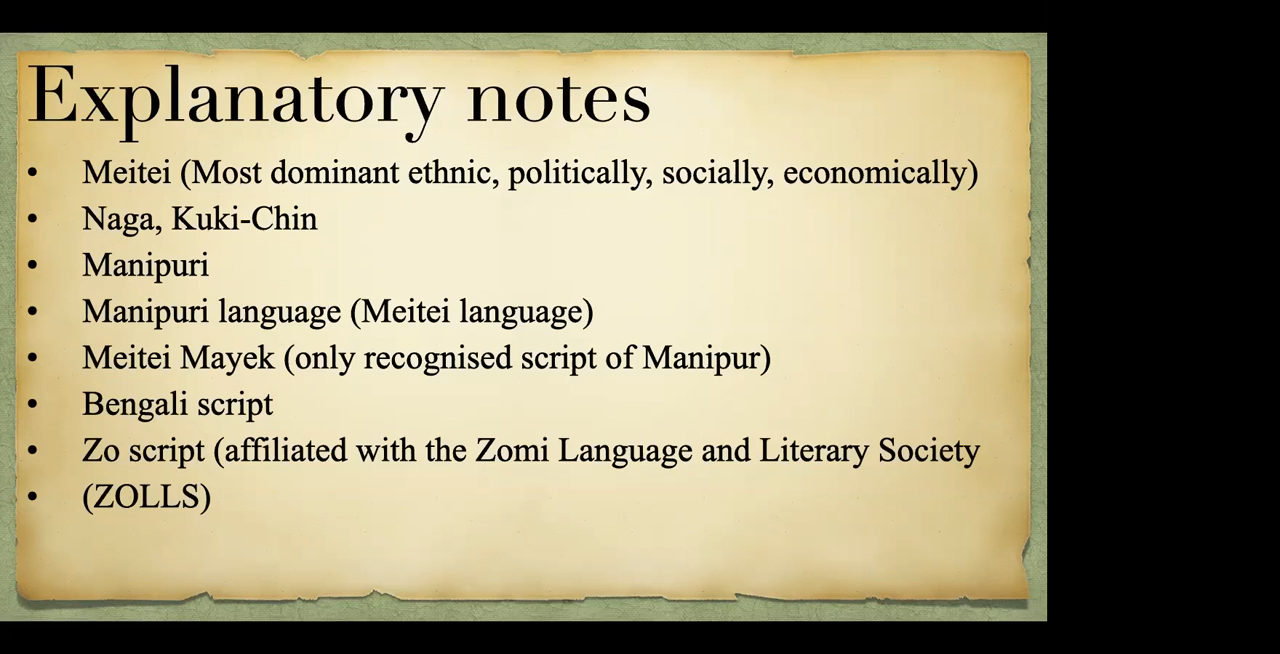 Explanatory notes
• Meitei (Most dominant ethnic, politically, socially, economically)
• Naga, Kuki-Chin
• Manipuri
• Manipuri language (Meitei language)
• Meitei Mayek (only recognised script of Manipur)
• Bengali script
• Zo script (affiliated with the Zomi Language and Literary Society
• (ZOLLS)